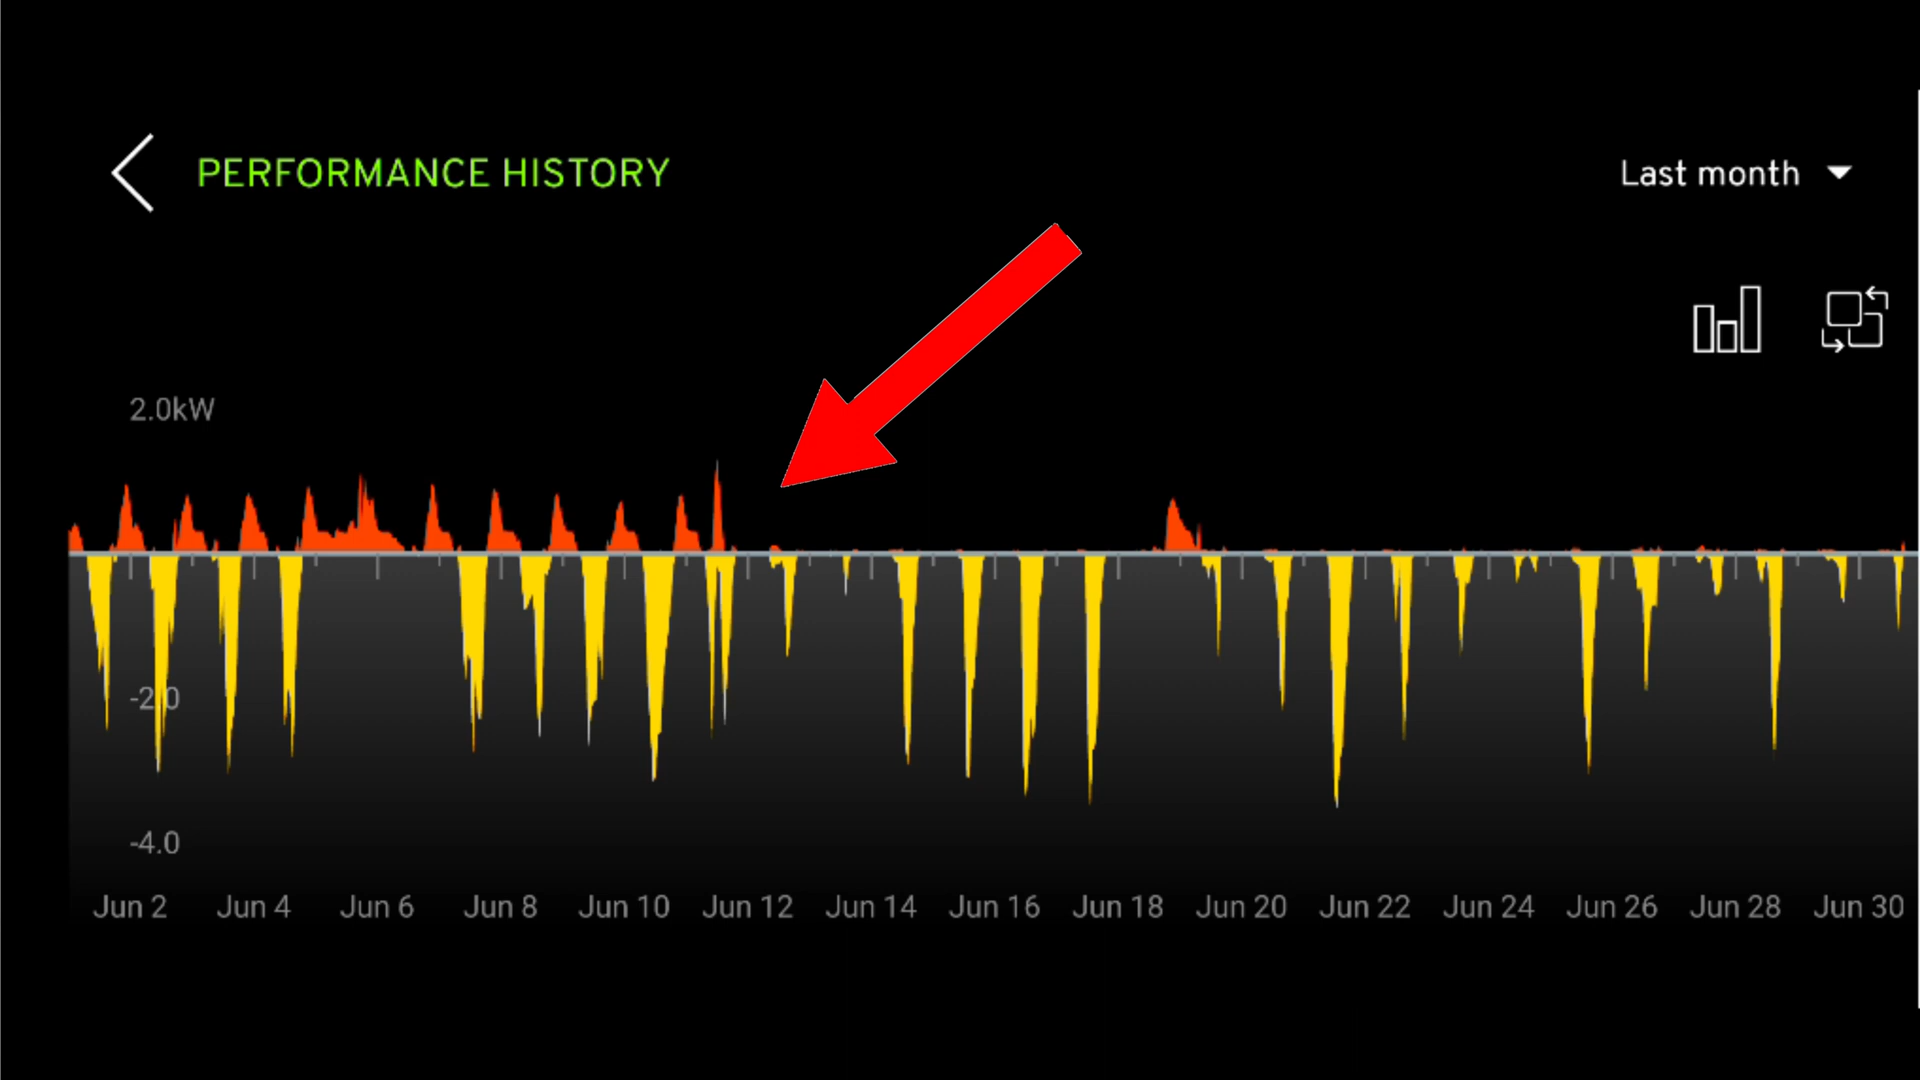 PERFORMANCE HISTORY
Last month
2.0kW
-2.0
-4.0
Jun 2 Jun 4 Jun 6 Jun 8 Jun 10 Jun 12 Jun 14 Jun 16 Jun 18 Jun 20 Jun 22 Jun 24 Jun 26 Jun 28 Jun 30